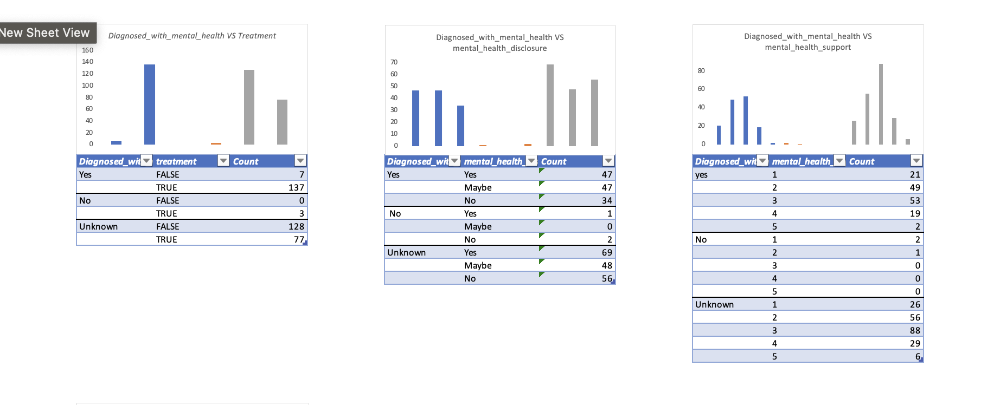 New Sheet View
Diagnosed_with_mental_health VS Treatment
160
140
120
100
80
60
40
20
0
Diagnosed_wit treatment Count
Yes FALSE 7
TRUE 137
No FALSE 0
TRUE 3
Unknown FALSE 128
TRUE 77
Diagnosed_with_mental_health VS
mental_health_disclosure
70
60
50
40
30
20
10
0
Diagnosed_wit mental_health_ Count
Yes Yes 47
Maybe 47
No 34
No Yes 1
Maybe 0
No 2
Unknown Yes 69
Maybe 48
No 56
Diagnosed_with_mental_health VS
mental_health_support
80
60
40
20
0
Diagnosed_wit mental_health_ Count
yes 1 21
2 49
3 53
4 19
5 2
No 1 2
2 1
3 0
4 0
5 0
Unknown 1 26
2 56
3 88
4 29
5 6